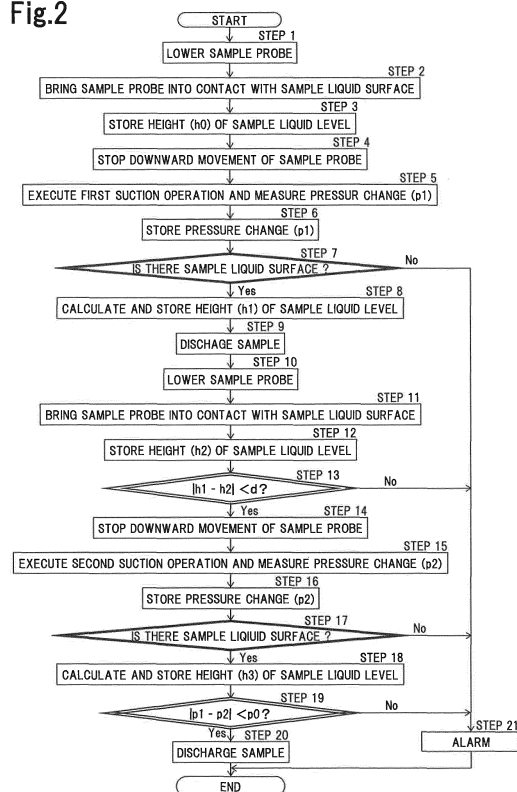 Fig.2
START
STEP 1
LOWER SAMPLE PROBE
STEP 2
BRING SAMPLE PROBE INTO CONTACT WITH SAMPLE LIQUID SURFACE
STEP 3
STORE HEIGHT (h0) OF SAMPLE LIQUID LEVEL
STEP 4
STOP DOWNWARD MOVEMENT OF SAMPLE PROBE
STEP 5
EXECUTE FIRST SUCTION OPERATION AND MEASURE PRESSUR CHANGE (p1)
STEP 6
STORE PRESSURE CHANGE (p1)
STEP 7
IS THERE SAMPLE LIQUID SURFACE ?
No
Yes
STEP 8
CALCULATE AND STORE HEIGHT (h1) OF SAMPLE LIQUID LEVEL
STEP 9
DISCHAGE SAMPLE
STEP 10
LOWER SAMPLE PROBE
STEP 11
BRING SAMPLE PROBE INTO CONTACT WITH SAMPLE LIQUID SURFACE
STEP 12
STORE HEIGHT (h2) OF SAMPLE LIQUID LEVEL
STEP 13
|h1 - h2| <d?
No
Yes
STEP 14
STOP DOWNWARD MOVEMENT OF SAMPLE PROBE
STEP 15
EXECUTE SECOND SUCTION OPERATION AND MEASURE PRESSURE CHANGE (p2)
STEP 16
STORE PRESSURE CHANGE (p2)
STEP 17
IS THERE SAMPLE LIQUID SURFACE ?
No
Yes
STEP 18
CALCULATE AND STORE HEIGHT (h3) OF SAMPLE LIQUID LEVEL
STEP 19
|p1 - p2| <p0?
No
Yes
STEP 20
DISCHARGE SAMPLE
STEP 21
ALARM
END